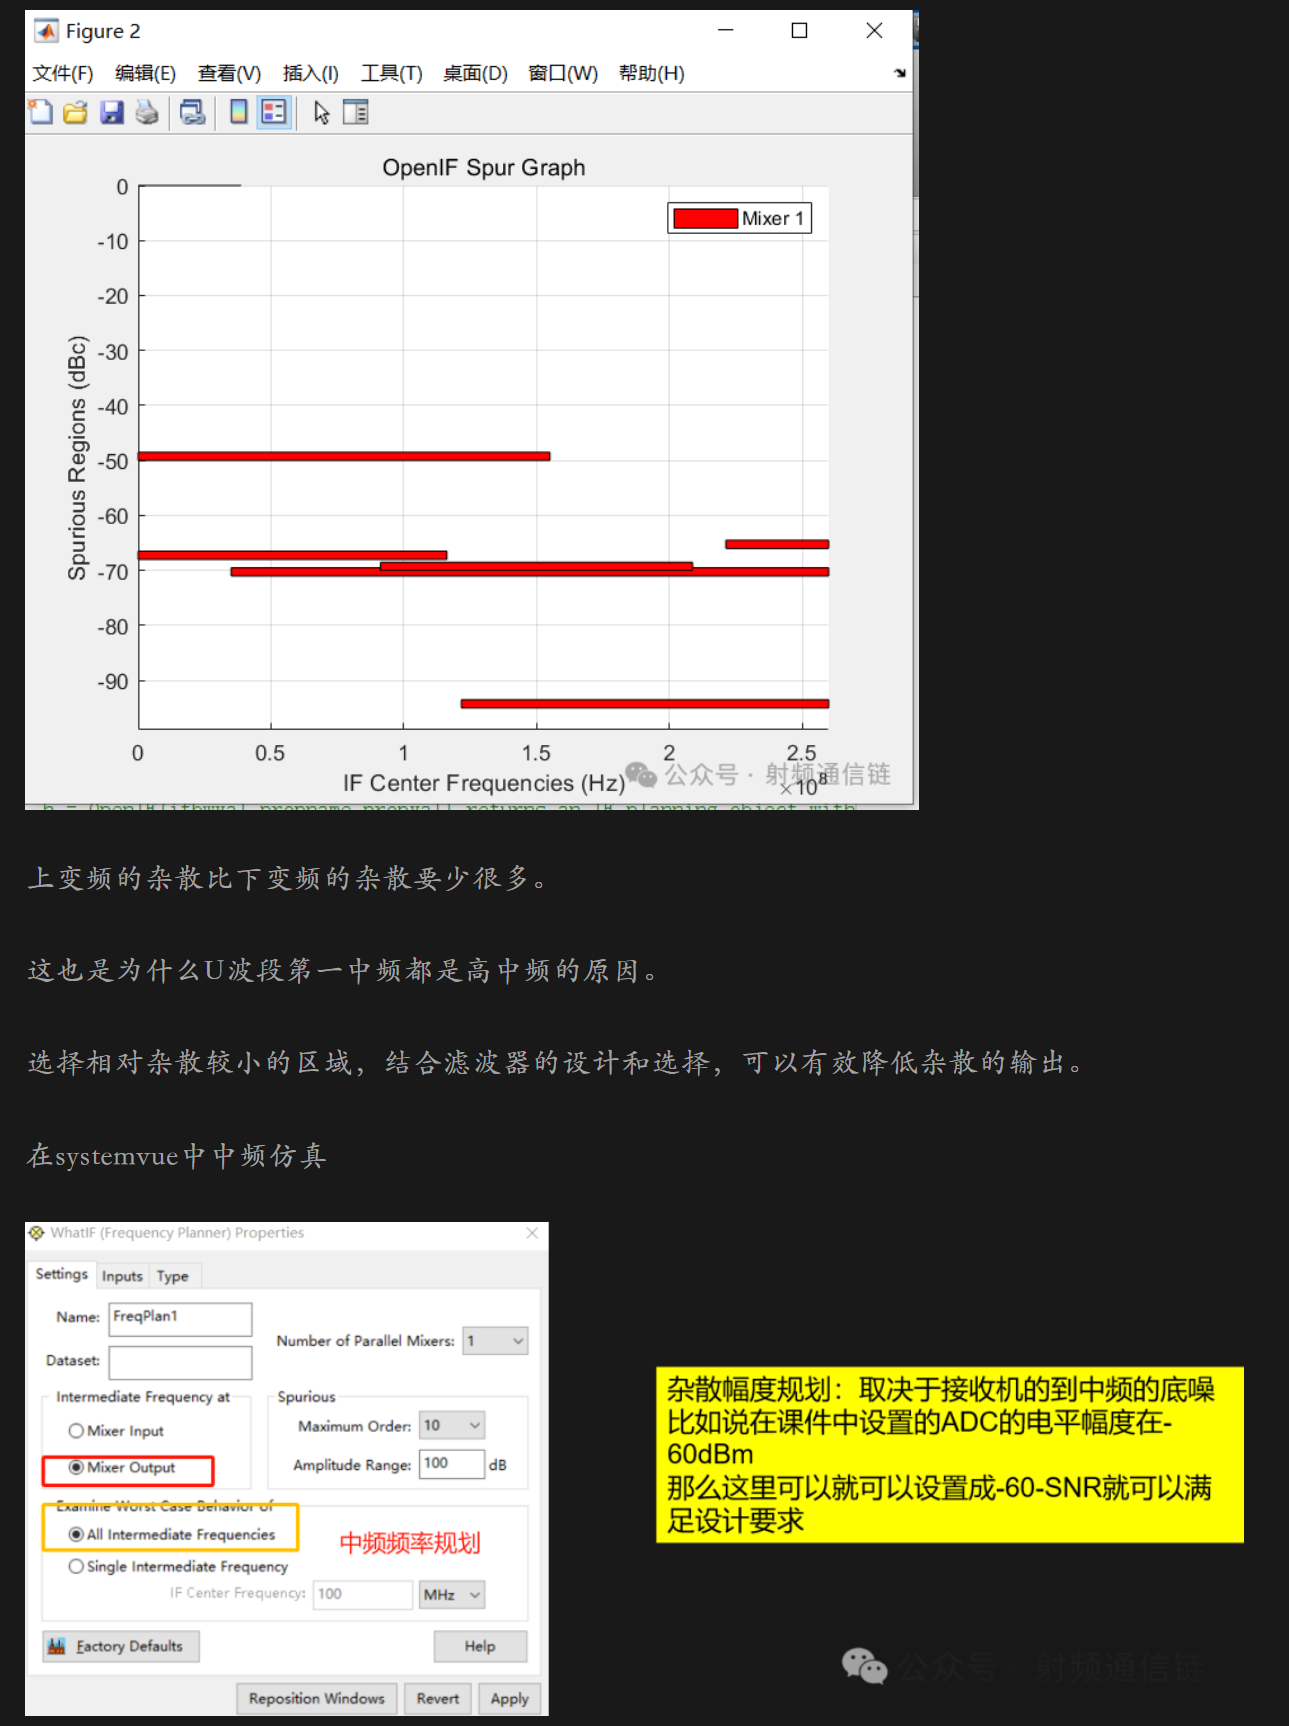 Figure 2
文件(F) 编辑(E) 查看(V) 插入(I) 工具(T) 桌面(D) 窗口(W) 帮助(H)
OpenIF Spur Graph
Mixer 1
Spurious Regions (dBc)
0
-10
-20
-30
-40
-50
-60
-70
-80
-90
0 0.5 1 1.5 2 2.5
×10⁸
IF Center Frequencies (Hz)
公众号 · 射频通信链
上变频的杂散比下变频的杂散要少很多。
这也是为什么U波段第一中频都是高中频的原因。
选择相对杂散较小的区域，结合滤波器的设计和选择，可以有效降低杂散的输出。
在systemvue中中频仿真
WhatIF (Frequency Planner) Properties
Settings Inputs Type
Name: FreqPlan1
Number of Parallel Mixers: 1
Dataset:
Intermediate Frequency at
Mixer Input
Mixer Output
Spurious
Maximum Order: 10
Amplitude Range: 100 dB
Examine Worst Case Behavior of
All Intermediate Frequencies
中频频率规划
Single Intermediate Frequency
IF Center Frequency: 100 MHz
Factory Defaults Help
Reposition Windows Revert Apply
杂散幅度规划：取决于接收机的到中频的底噪
比如说在课件中设置的ADC的电平幅度在-
60dBm
那么这里可以就可以设置成-60-SNR就可以满
足设计要求
公众号 · 射频通信链